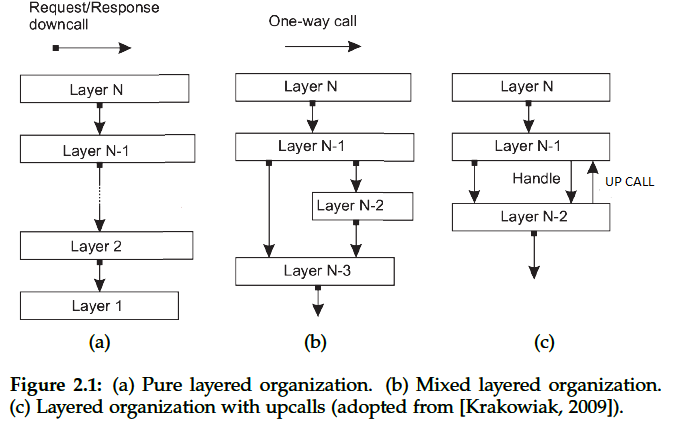 Request/Response
downcall
One-way call
Layer N
Layer N-1
Layer 2
Layer 1
(a)
Layer N
Layer N-1
Layer N-2
Layer N-3
(b)
Layer N
Layer N-1
Handle
UP CALL
Layer N-2
(c)
Figure 2.1: (a) Pure layered organization. (b) Mixed layered organization.
(c) Layered organization with upcalls (adopted from [Krakowiak, 2009]).